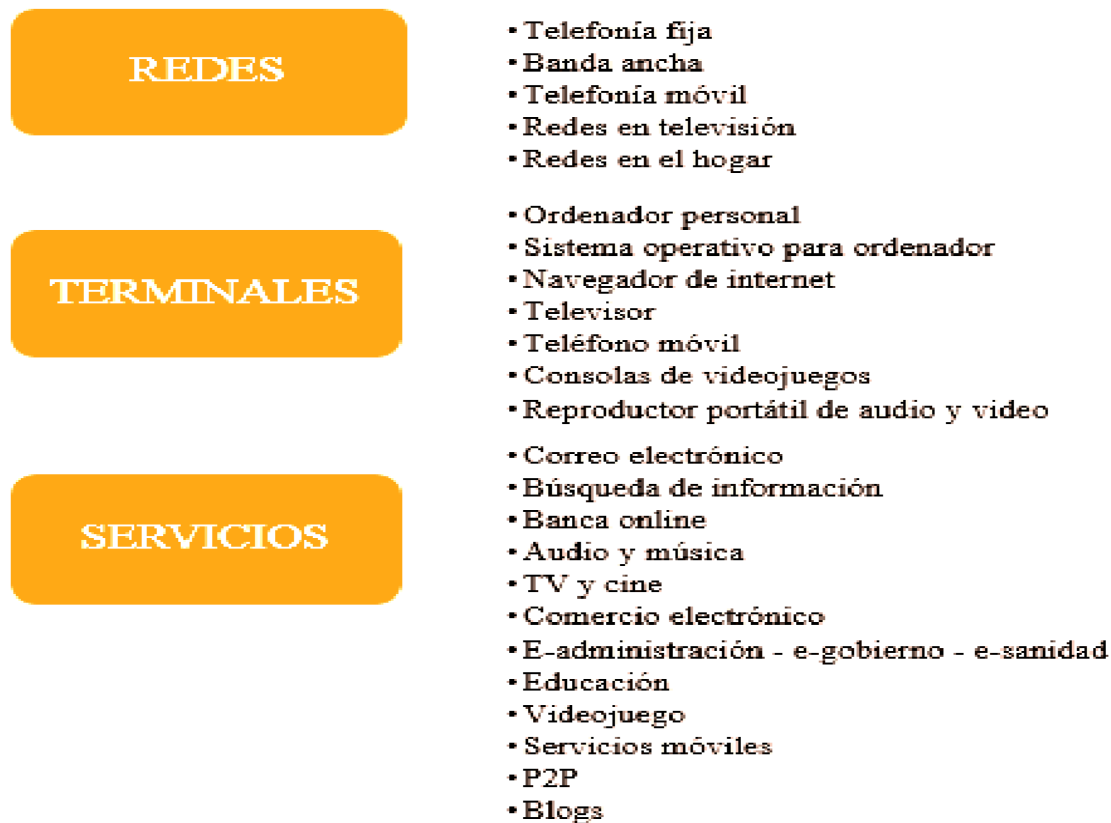 REDES
• Telefonía fija
• Banda ancha
• Telefonía móvil
• Redes en televisión
• Redes en el hogar
TERMINALES
• Ordenador personal
• Sistema operativo para ordenador
• Navegador de internet
• Televisor
• Teléfono móvil
• Consolas de videojuegos
• Reproductor portátil de audio y video
SERVICIOS
• Correo electrónico
• Búsqueda de información
• Banca online
• Audio y música
• TV y cine
• Comercio electrónico
• E-administración - e-gobierno - e-sanidad
• Educación
• Videojuego
• Servicios móviles
• P2P
• Blogs